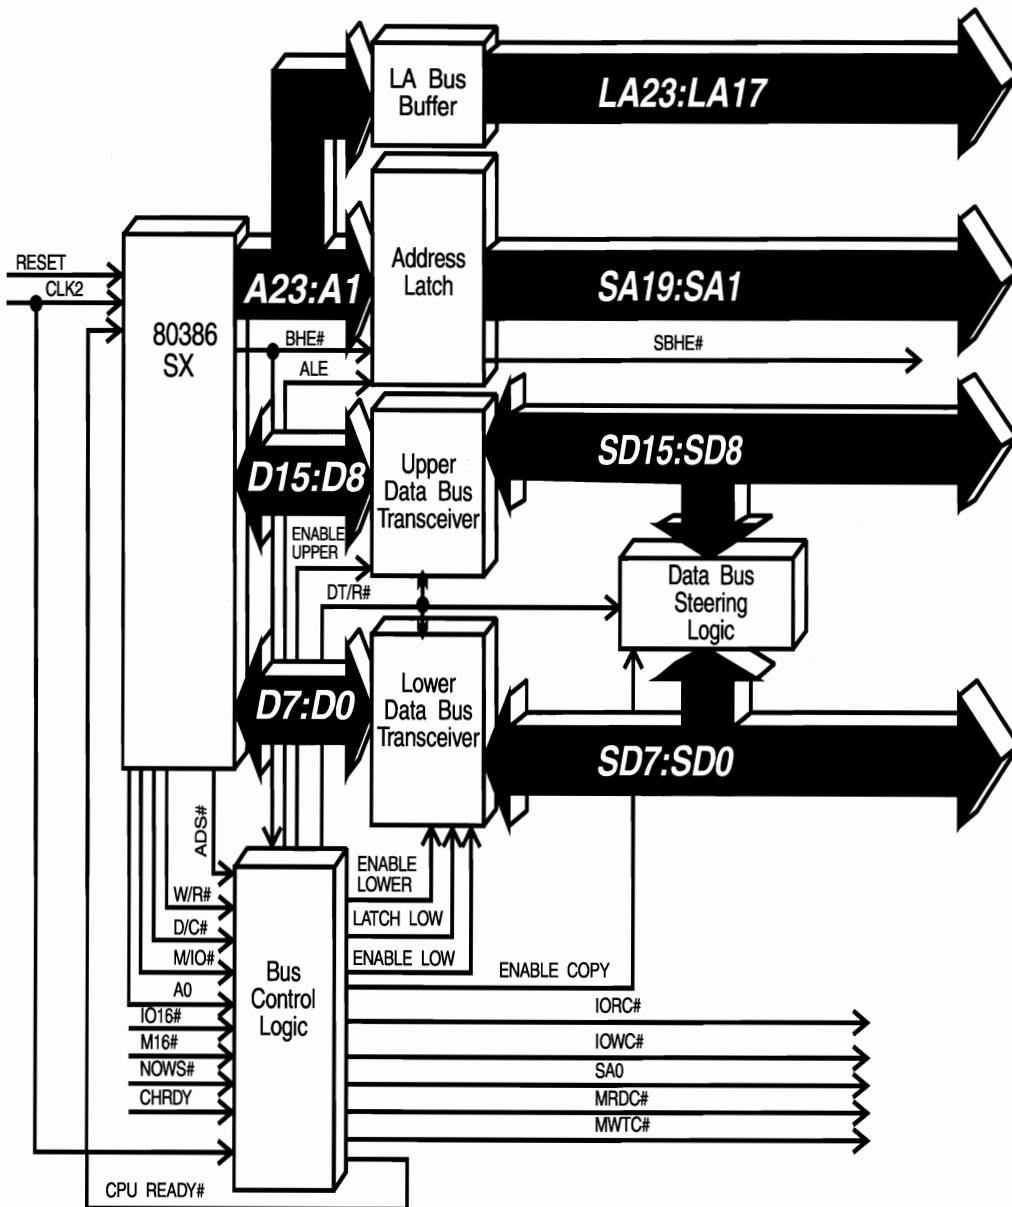 LA Bus
Buffer
LA23:LA17
RESET
CLK2
80386
SX
A23:A1
Address
Latch
SA19:SA1
BHE#
SBHE#
ALE
D15:D8
Upper
Data Bus
Transceiver
SD15:SD8
ENABLE
UPPER
DT/R#
Data Bus
Steering
Logic
D7:D0
Lower
Data Bus
Transceiver
SD7:SD0
ADS#
W/R#
D/C#
M/IO#
A0
IO16#
M16#
NOWS#
CHRDY
Bus
Control
Logic
ENABLE
LOWER
LATCH LOW
ENABLE LOW
ENABLE COPY
IORC#
IOWC#
SA0
MRDC#
MWTC#
CPU READY#